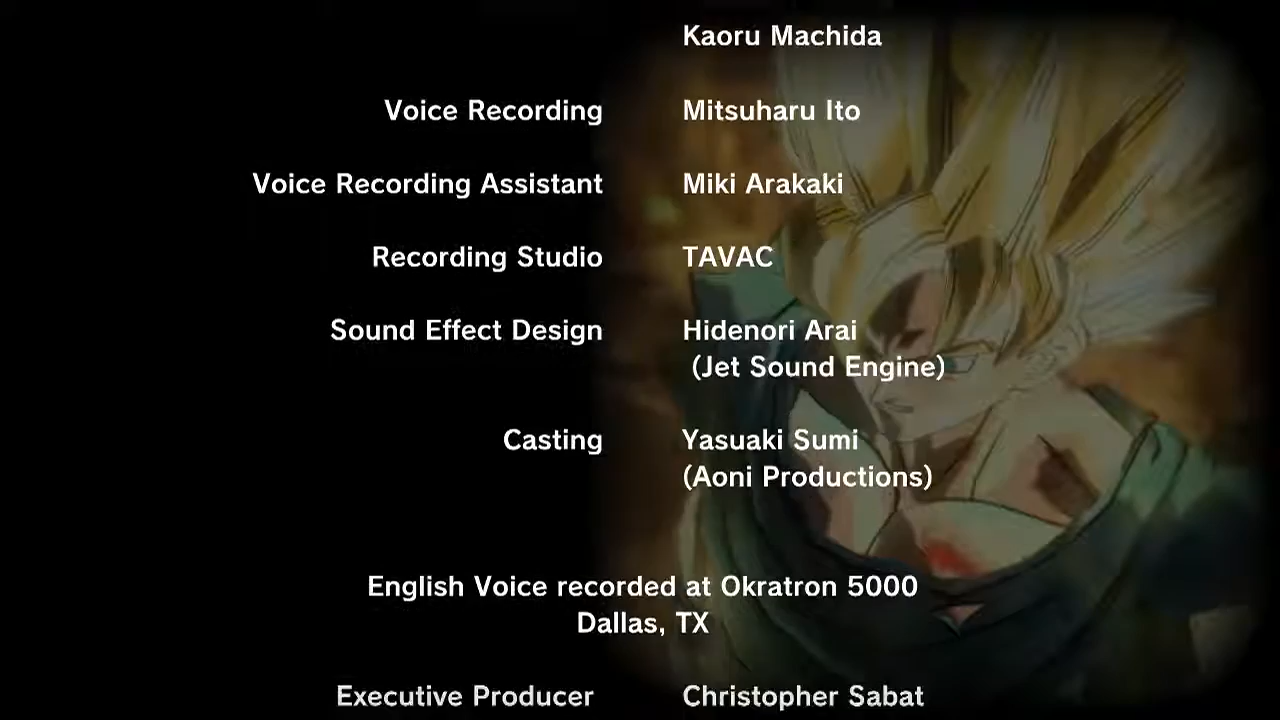 Kaoru Machida
Voice Recording Mitsuharu Ito
Voice Recording Assistant Miki Arakaki
Recording Studio TAVAC
Sound Effect Design Hidenori Arai
(Jet Sound Engine)
Casting Yasuaki Sumi
(Aoni Productions)
English Voice recorded at Okratron 5000
Dallas, TX
Executive Producer Christopher Sabat